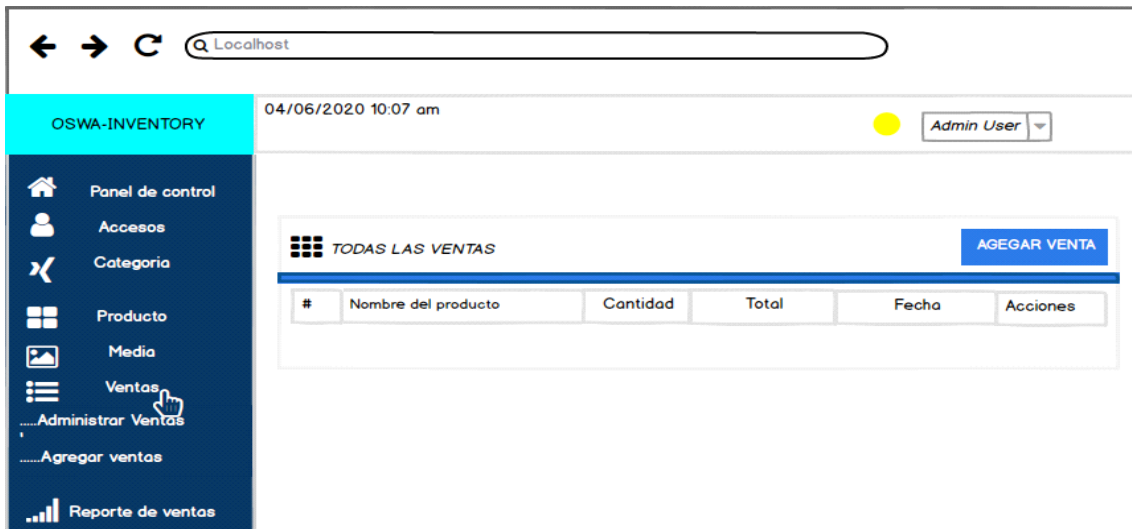 Localhost
OSWA-INVENTORY
04/06/2020 10:07 am
Admin User
Panel de control
Accesos
Categoria
Producto
Media
Ventas
.....Administrar Ventas
......Agregar ventas
Reporte de ventas
TODAS LAS VENTAS
AGEGAR VENTA
# Nombre del producto Cantidad Total Fecha Acciones